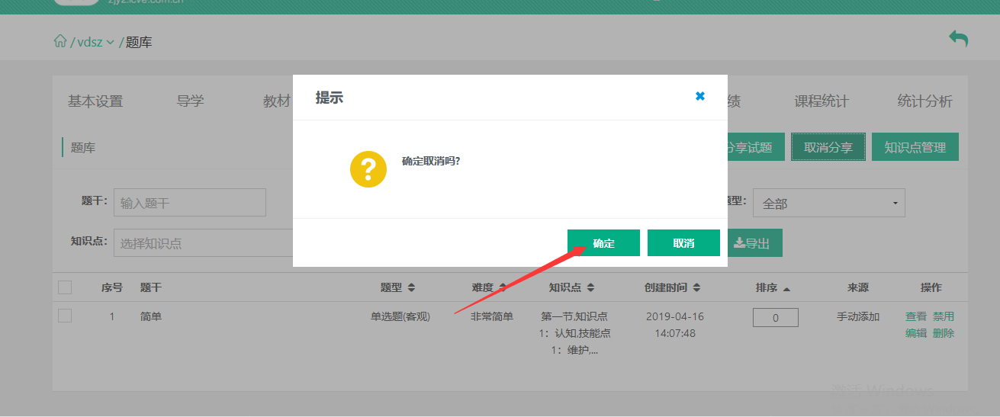 zjyz.icve.com.cn
/ vdsz / 题库
基本设置 导学 教材 绩 课程统计 统计分析
提示
题库 分享试题 取消分享 知识点管理
确定取消吗?
题干: 输入题干 题型: 全部
知识点: 选择知识点 导出
确定 取消
序号 题干 题型 难度 知识点 创建时间 排序 来源 操作
1 简单 单选题(客观) 非常简单 第一节,知识点 2019-04-16 0 手动添加 查看 禁用
1：认知,技能点 14:07:48 编辑 删除
1：维护,...
激活 Windows